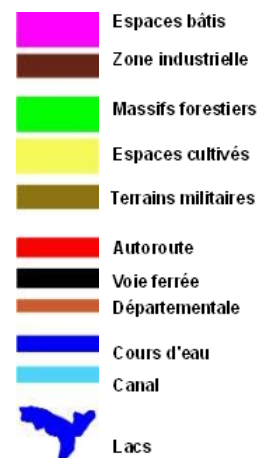 Espaces bâtis
Zone industrielle
Massifs forestiers
Espaces cultivés
Terrains militaires
Autoroute
Voie ferrée
Départementale
Cours d'eau
Canal
Lacs